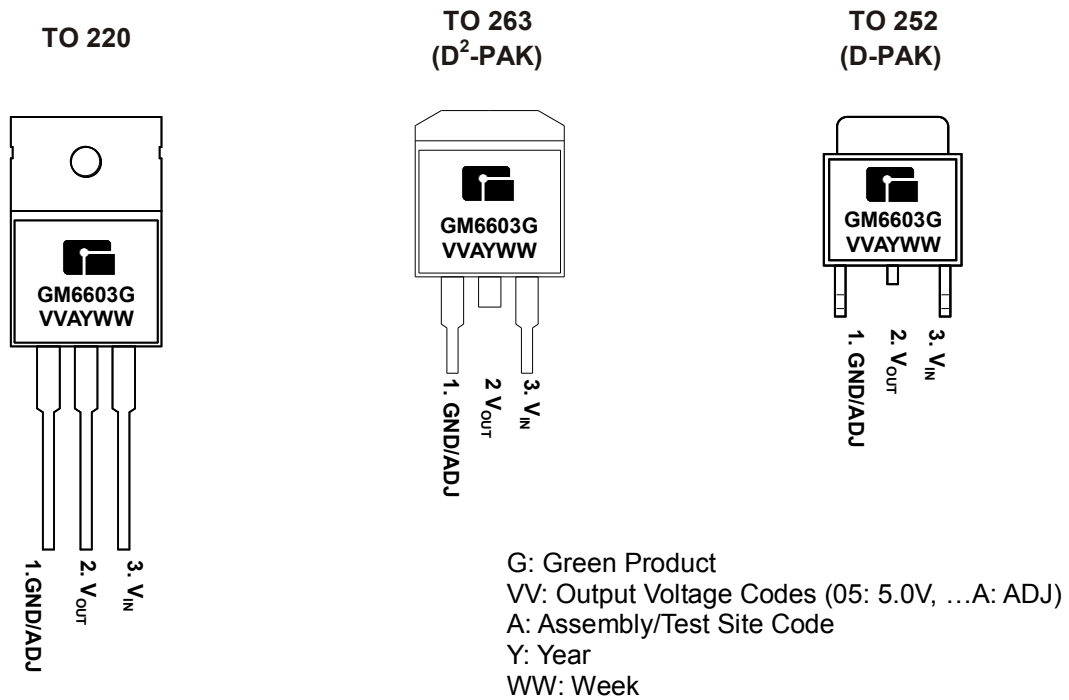 TO 220
GM6603G
VVAYWW
1.GND/ADJ
2. VOUT
3. VIN
TO 263
(D2-PAK)
GM6603G
VVAYWW
1. GND/ADJ
2 VOUT
3. VIN
TO 252
(D-PAK)
GM6603G
VVAYWW
1. GND/ADJ
2. VOUT
3. VIN
G: Green Product
VV: Output Voltage Codes (05: 5.0V, …A: ADJ)
A: Assembly/Test Site Code
Y: Year
WW: Week